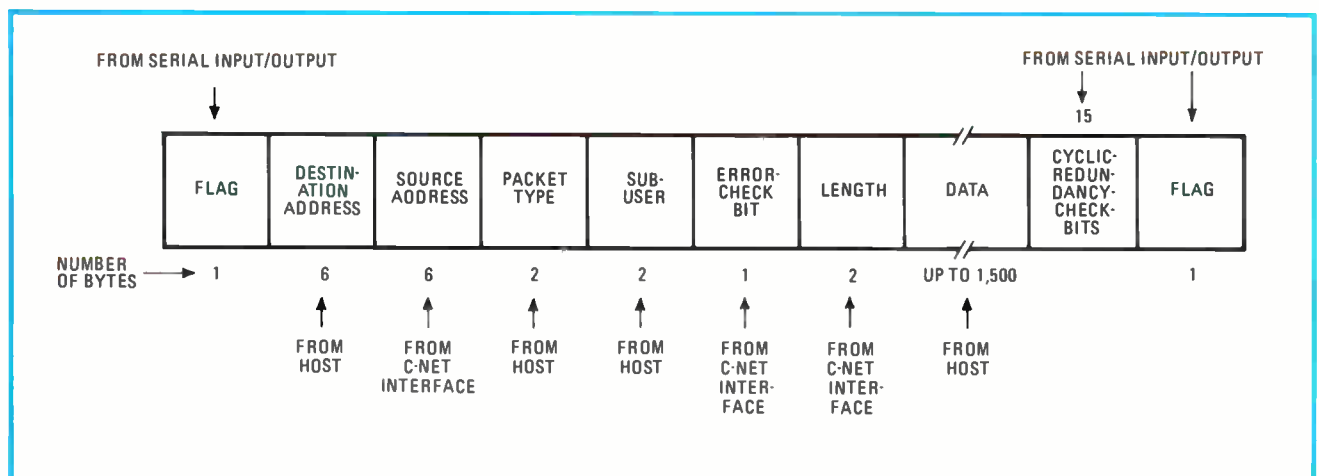 FROM SERIAL INPUT/OUTPUT
FROM SERIAL INPUT/OUTPUT
15
FLAG
DESTIN-
ATION
ADDRESS
SOURCE
ADDRESS
PACKET
TYPE
SUB-
USER
ERROR-
CHECK
BIT
LENGTH
DATA
CYCLIC-
REDUN-
DANCY-
CHECK-
BITS
FLAG
NUMBER
OF BYTES
1
6
6
2
2
1
2
UP TO 1,500
1
FROM
HOST
FROM
C-NET
INTERFACE
FROM
HOST
FROM
HOST
FROM
C-NET
INTER-
FACE
FROM
C-NET
INTER-
FACE
FROM
HOST